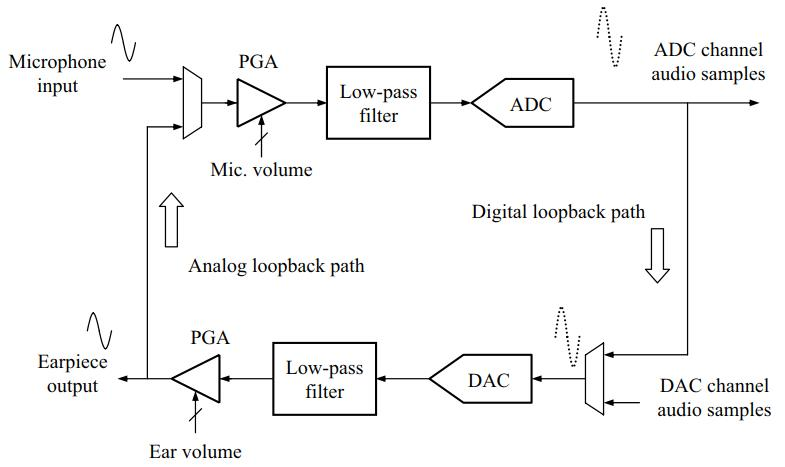 Microphone
input
PGA
Mic. volume
Low-pass
filter
ADC
ADC channel
audio samples
Digital loopback path
Analog loopback path
Earpiece
output
PGA
Ear volume
Low-pass
filter
DAC
DAC channel
audio samples